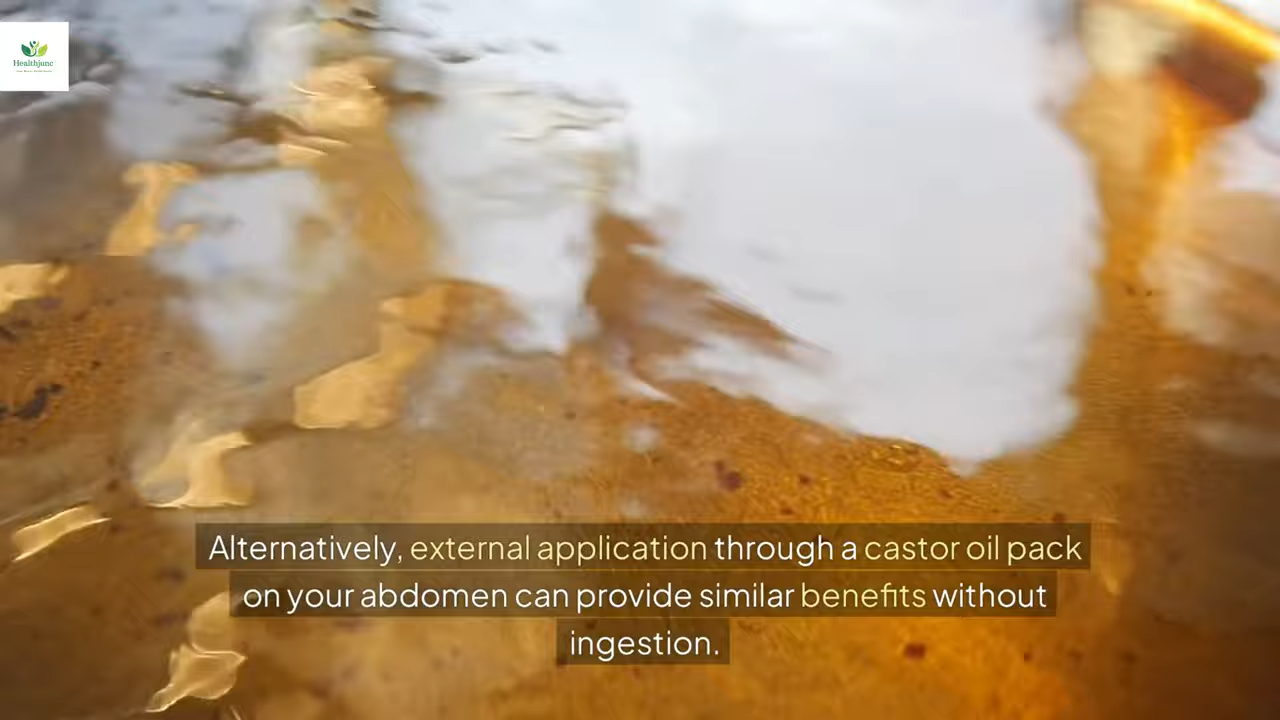 Healthjunc
Alternatively, external application through a castor oil pack
on your abdomen can provide similar benefits without
ingestion.